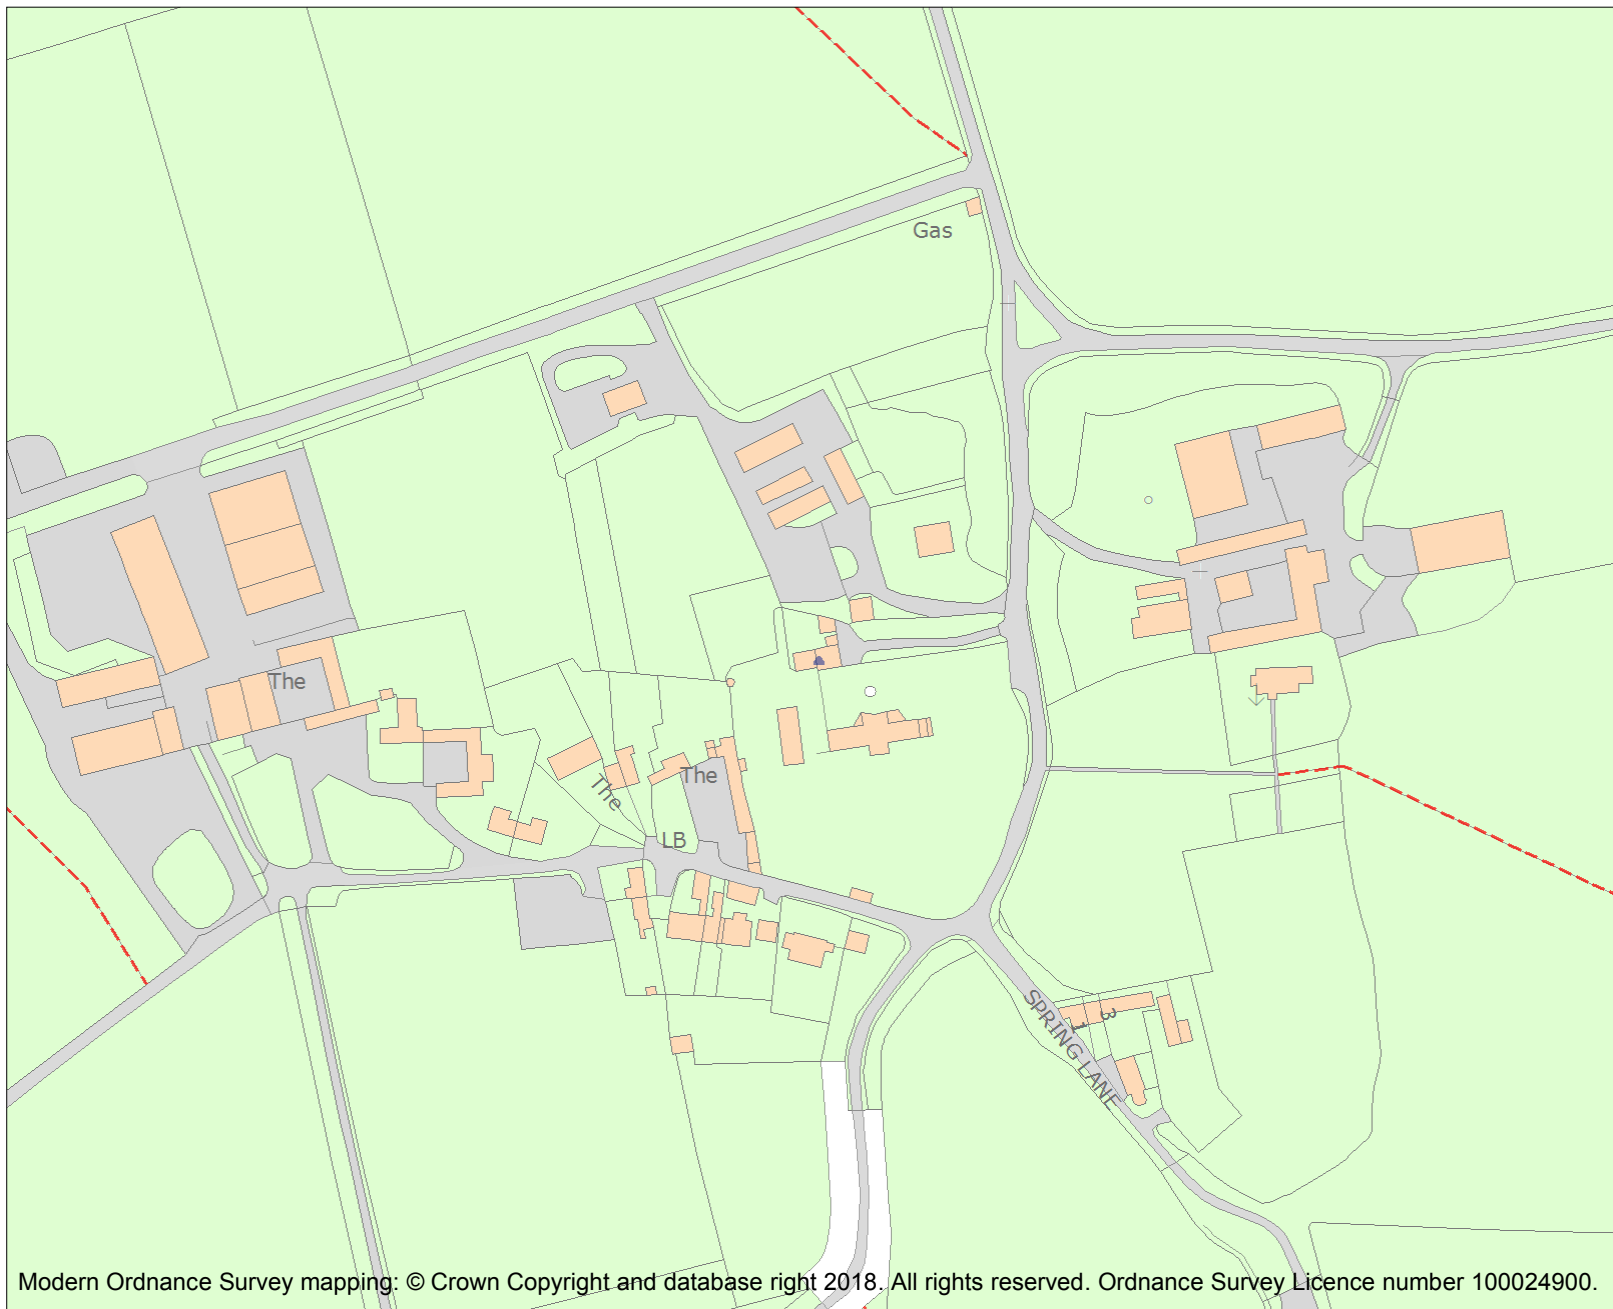 Gas
The
The
The
LB
SPRING LANE
1
3
Modern Ordnance Survey mapping: © Crown Copyright and database right 2018. All rights reserved. Ordnance Survey Licence number 100024900.